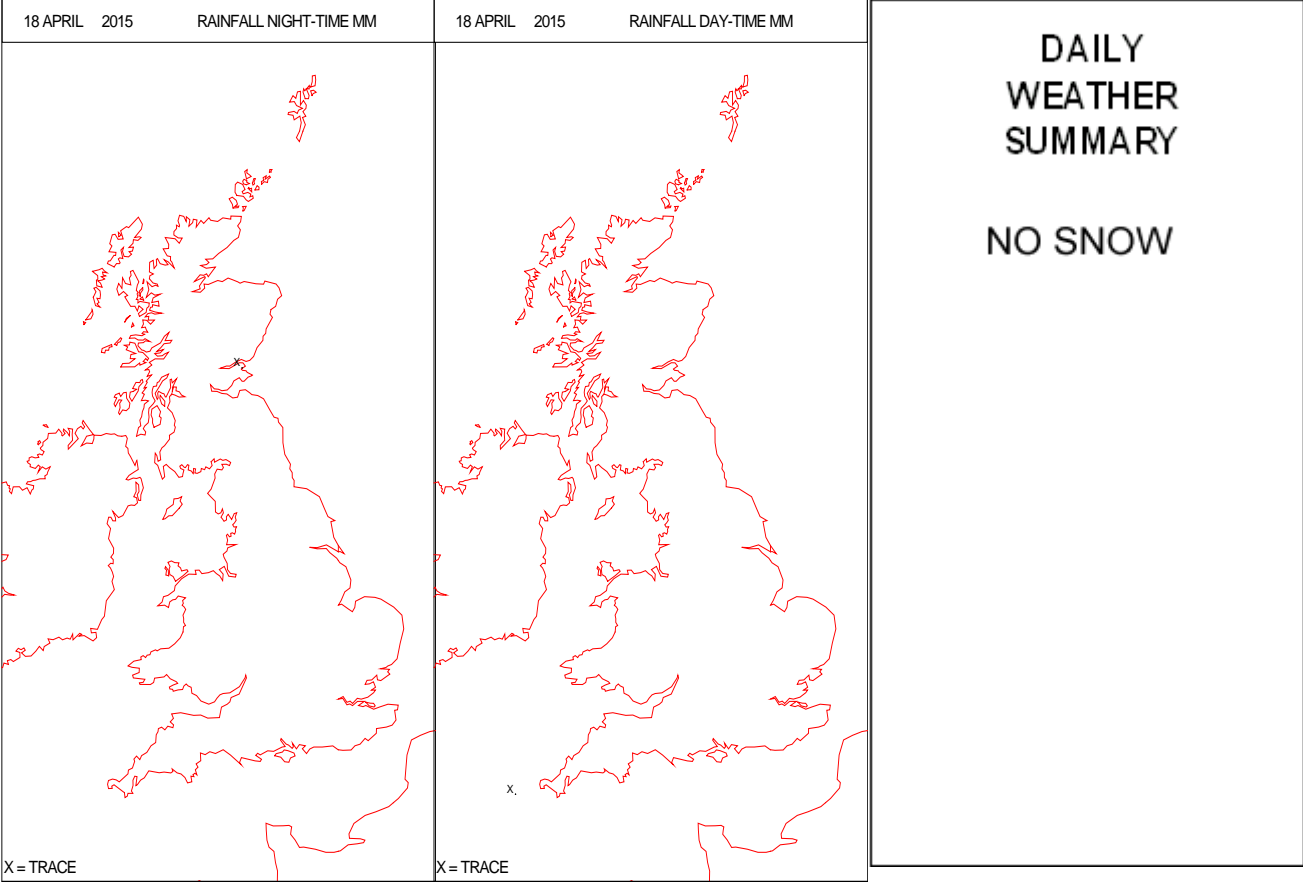 18 APRIL 2015 RAINFALL NIGHT-TIME MM
X
X = TRACE
18 APRIL 2015 RAINFALL DAY-TIME MM
X.
X = TRACE
DAILY
WEATHER
SUMMARY
NO SNOW